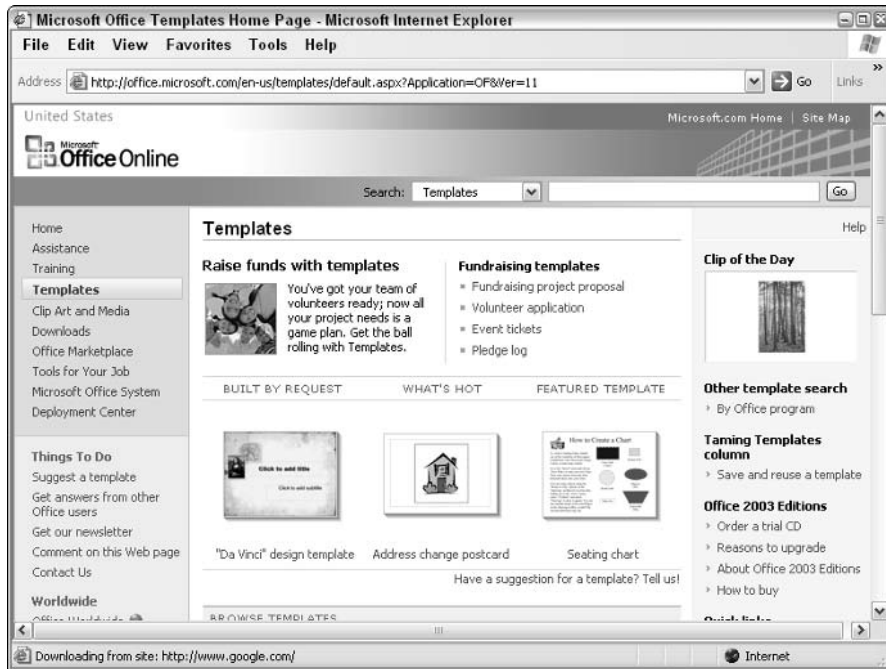 Microsoft Office Templates Home Page - Microsoft Internet Explorer
File Edit View Favorites Tools Help
Address http://office.microsoft.com/en-us/templates/default.aspx?Application=OF&Ver=11 Go Links »
United States
Microsoft.com Home | Site Map
Microsoft
Office Online
Search: Templates Go
Home
Assistance
Training
Templates
Clip Art and Media
Downloads
Office Marketplace
Tools for Your Job
Microsoft Office System
Deployment Center
Things To Do
Suggest a template
Get answers from other
Office users
Get our newsletter
Comment on this Web page
Contact Us
Worldwide
Office Worldwide
Templates
Raise funds with templates
You've got your team of
volunteers ready; now all
your project needs is a
game plan. Get the ball
rolling with Templates.
Fundraising templates
Fundraising project proposal
Volunteer application
Event tickets
Pledge log
BUILT BY REQUEST WHAT'S HOT FEATURED TEMPLATE
Click to add title
Click to add subtitle
How to Create a Chart
"Da Vinci" design template Address change postcard Seating chart
Have a suggestion for a template? Tell us!
BROWSE TEMPLATES
Help
Clip of the Day
Other template search
By Office program
Taming Templates
column
Save and reuse a template
Office 2003 Editions
Order a trial CD
Reasons to upgrade
About Office 2003 Editions
How to buy
Quick links
Downloading from site: http://www.google.com/ Internet